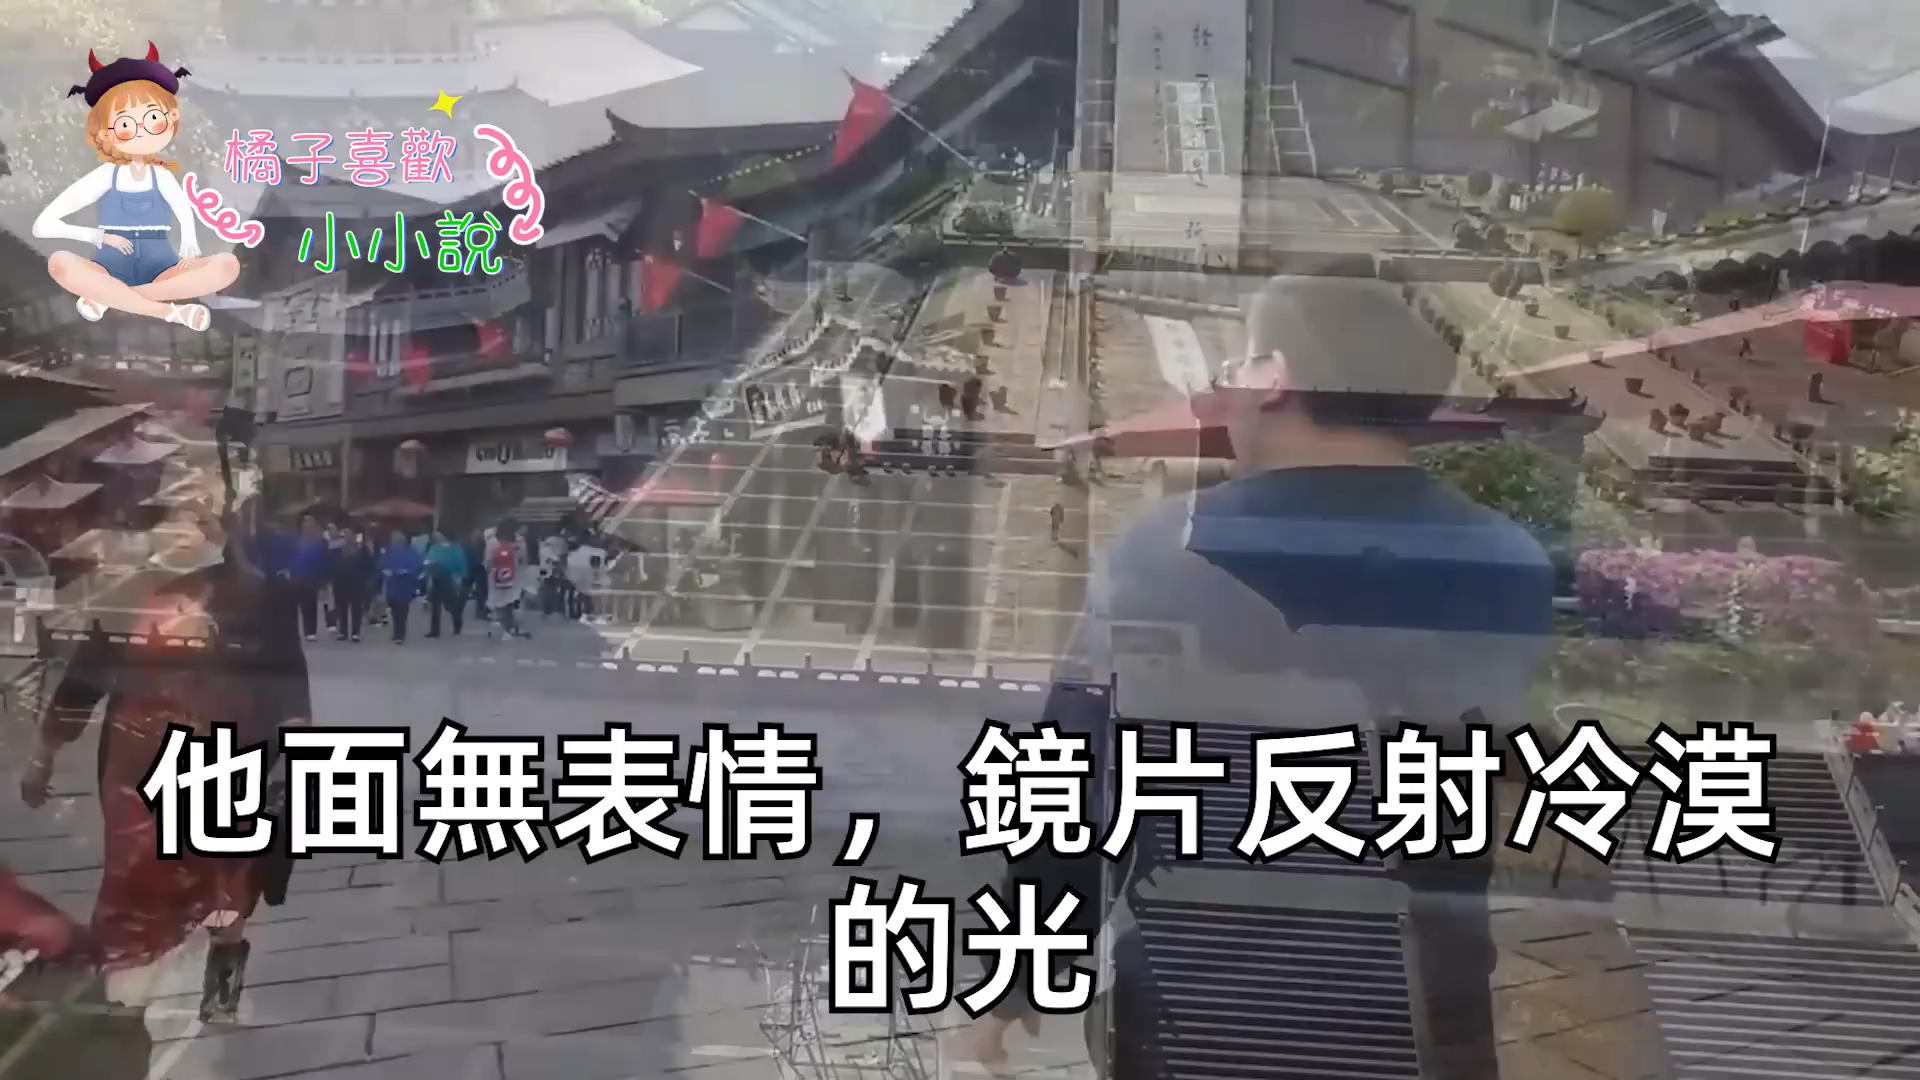 橘子喜歡
小小說
他面無表情，鏡片反射冷漠
的光